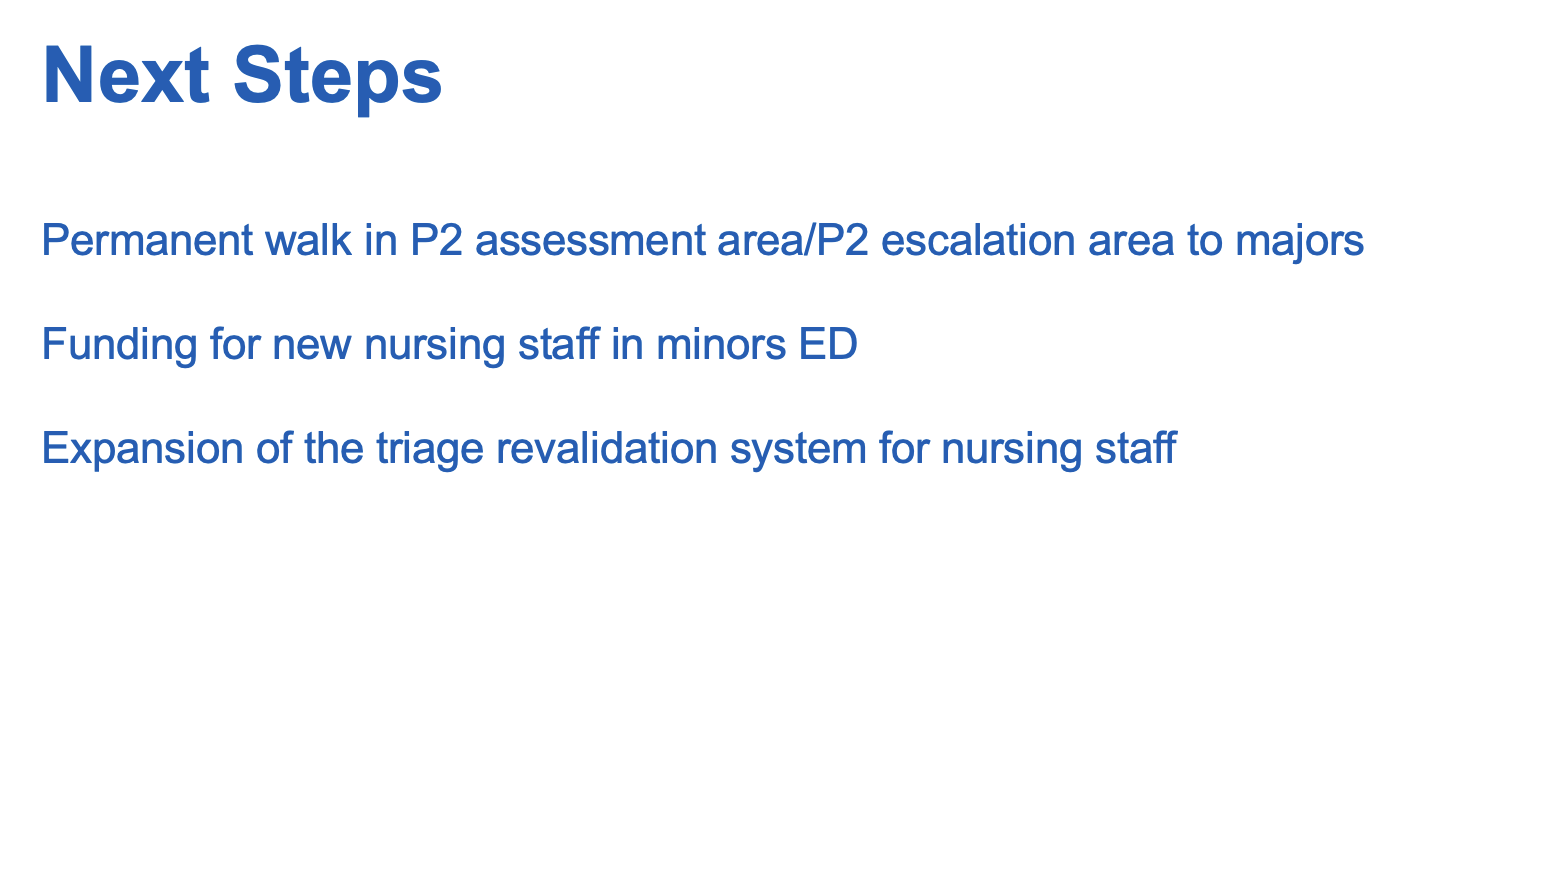 Next Steps
Permanent walk in P2 assessment area/P2 escalation area to majors
Funding for new nursing staff in minors ED
Expansion of the triage revalidation system for nursing staff